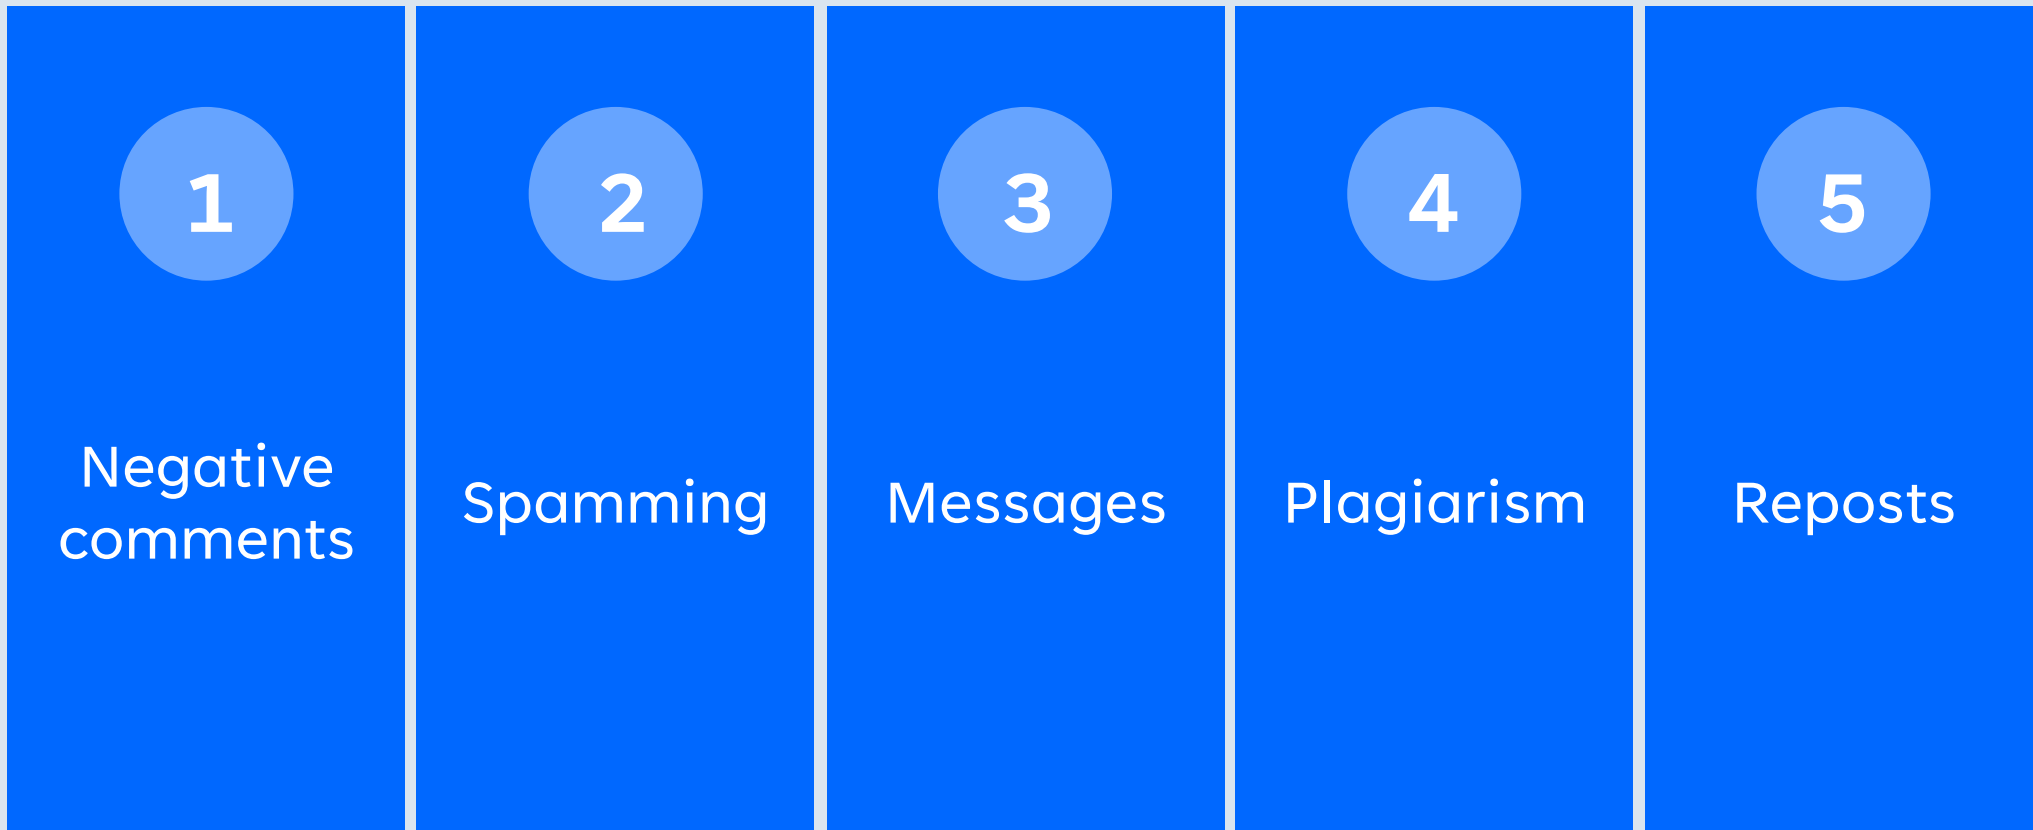 1
Negative
comments
2
Spamming
3
Messages
4
Plagiarism
5
Reposts